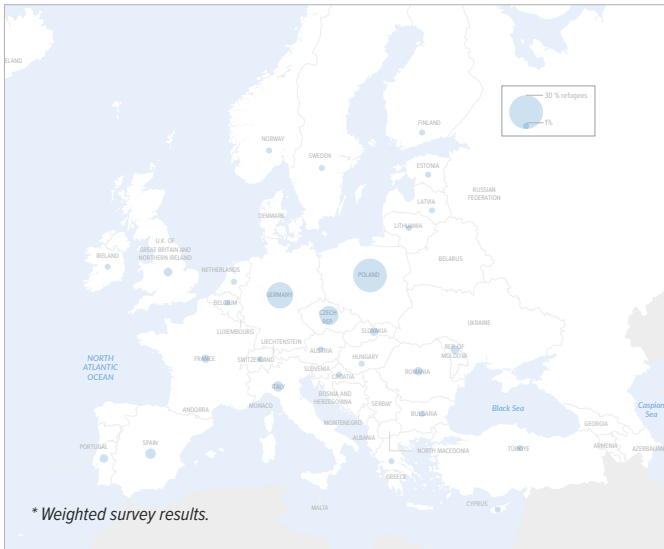 ELAND
30 % refugees
1%
FINLAND
NORWAY
SWEDEN
ESTONIA
RUSSIAN
FEDERATION
LATVIA
DENMARK
LITHUANIA
U.K. OF
GREAT BRITAIN AND
NORTHERN IRELAND
IRELAND
BELARUS
NETHERLANDS
POLAND
GERMANY
BELGIUM
CZECH
REP.
UKRAINE
SLOVAKIA
LUXEMBOURG
LIECHTENSTEIN
AUSTRIA
REP. OF
MOLDOVA
HUNGARY
NORTH
ATLANTIC
OCEAN
FRANCE
SWITZERLAND
SLOVENIA
CROATIA
ROMANIA
ITALY
BOSNIA AND
HERZEGOVINA
SERBIA
MONACO
ANDORRA
BULGARIA
Black Sea
Caspian
Sea
MONTENEGRO
GEORGIA
ALBANIA
PORTUGAL
SPAIN
NORTH MACEDONIA
TÜRKIYE
ARMENIA
AZERBAIJAN
GREECE
CYPRUS
MALTA
* Weighted survey results.